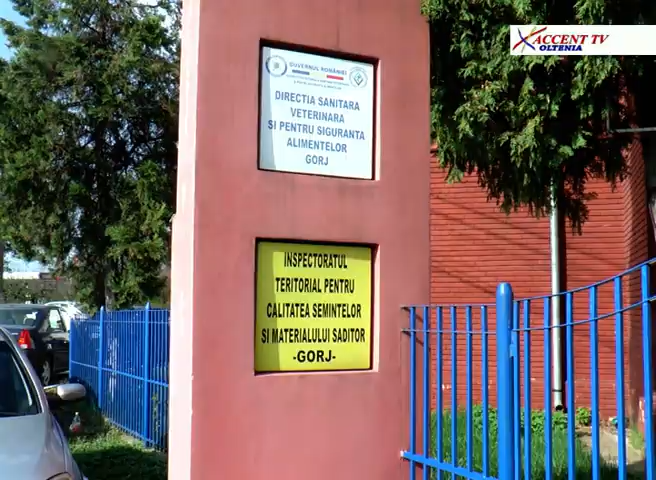 ACCENT TV
OLTENIA
GUVERNUL ROMÂNIEI
DIRECTIA SANITARA
VETERINARA
SI PENTRU SIGURANTA
ALIMENTELOR
GORJ
INSPECTORATUL
TERITORIAL PENTRU
CALITATEA SEMINTELOR
SI MATERIALULUI SADITOR
-GORJ-